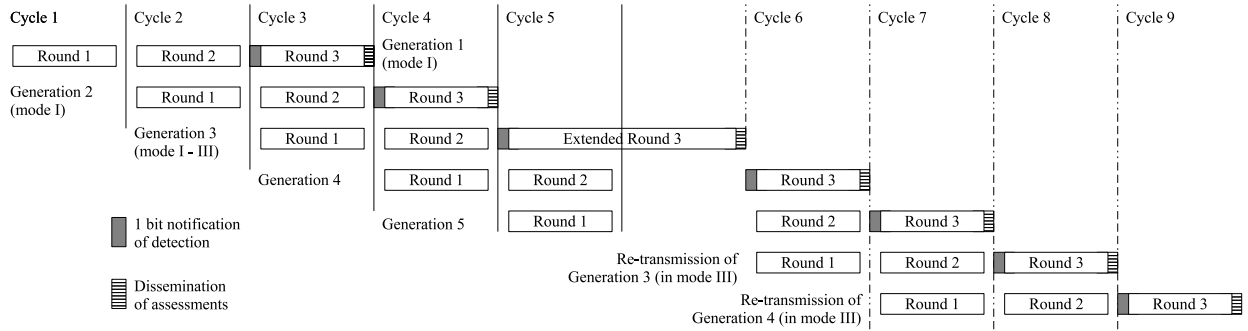 Cycle 1 Cycle 2 Cycle 3 Cycle 4 Cycle 5 Cycle 6 Cycle 7 Cycle 8 Cycle 9
Round 1 Round 2 Round 3 Generation 1
(mode I)
Generation 2
(mode I)
Round 1 Round 2 Round 3
Generation 3
(mode I - III)
Round 1 Round 2 Extended Round 3
Generation 4 Round 1 Round 2 Round 3
Generation 5 Round 1 Round 2 Round 3
1 bit notification
of detection
Re-transmission of
Generation 3 (in mode III)
Round 1 Round 2 Round 3
Dissemination
of assessments
Re-transmission of
Generation 4 (in mode III)
Round 1 Round 2 Round 3